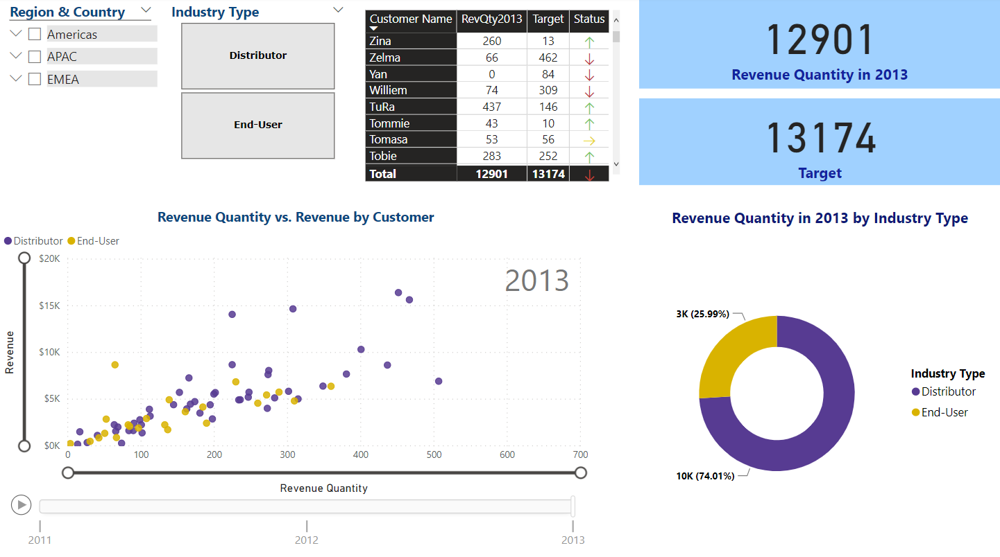 Region & Country
Americas
APAC
EMEA
Industry Type
Distributor
End-User
Customer Name RevQty2013 Target Status
Zina 260 13
Zelma 66 462
Yan 0 84
Williem 74 309
TuRa 437 146
Tommie 43 10
Tomasa 53 56
Tobie 283 252
Total 12901 13174
12901
Revenue Quantity in 2013
13174
Target
Revenue Quantity vs. Revenue by Customer
Distributor End-User
2013
$20K
$15K
$10K
$5K
$0K
Revenue
0 100 200 300 400 500 600 700
Revenue Quantity
2011 2012 2013
Revenue Quantity in 2013 by Industry Type
3K (25.99%)
10K (74.01%)
Industry Type
Distributor
End-User